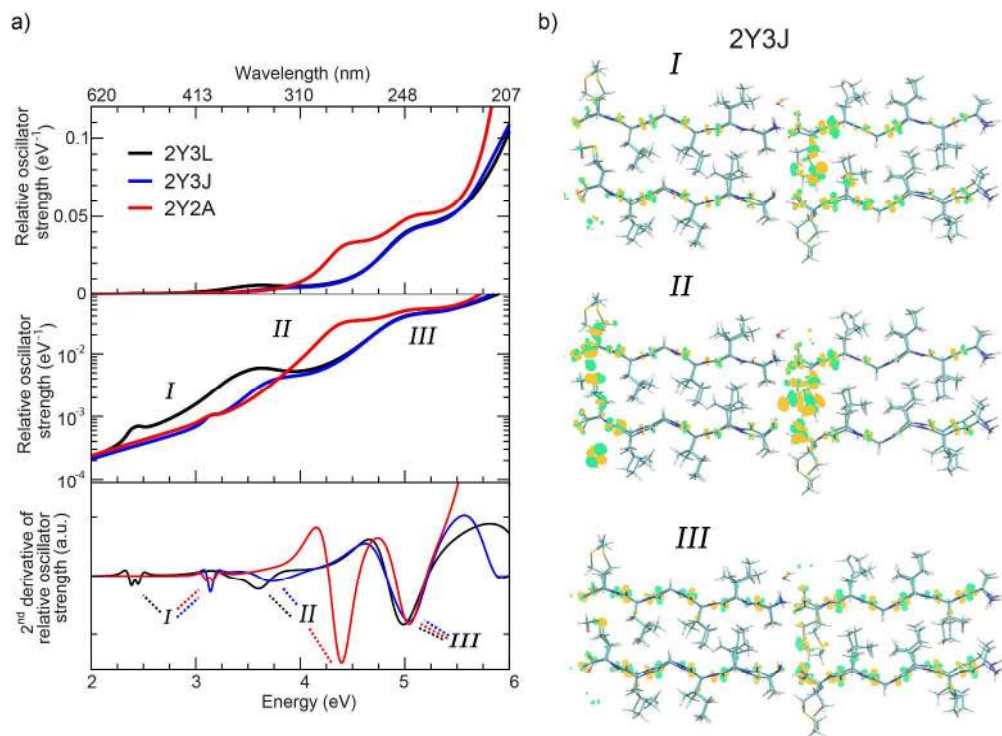 a)
Wavelength (nm)
620 413 310 248 207
Relative oscillator
strength (eV⁻¹)
0.1
0.05
0
2Y3L
2Y3J
2Y2A
Relative oscillator
strength (eV⁻¹)
10⁻²
10⁻³
10⁻⁴
I
II
III
2ⁿᵈ derivative of
relative oscillator
strength (a.u.)
I
II
III
2 3 4 5 6
Energy (eV)
b)
2Y3J
I
II
III